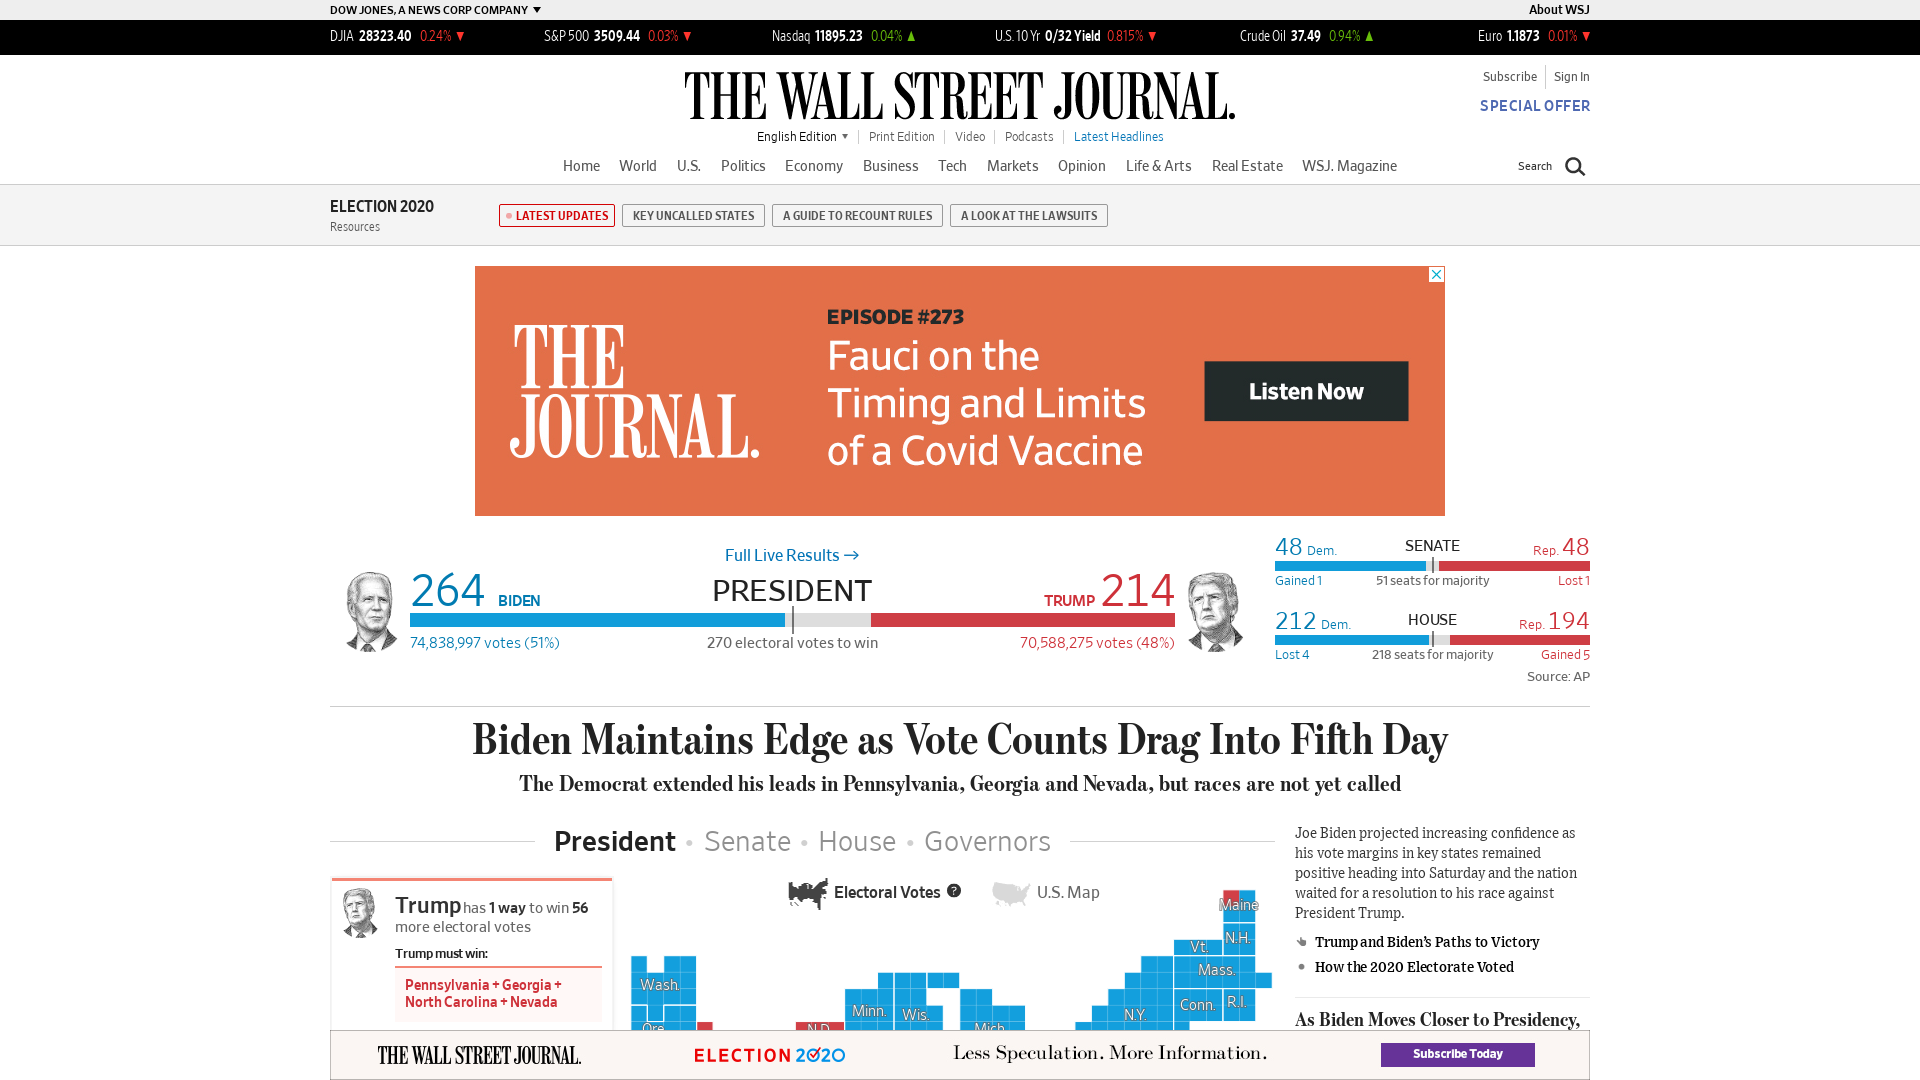 DOW JONES, A NEWS CORP COMPANY
About WSJ
DJIA 28323.40 0.24%
S&P 500 3509.44 0.03%
Nasdaq 11895.23 0.04%
U.S. 10 Yr 0/32 Yield 0.815%
Crude Oil 37.49 0.94%
Euro 1.1873 0.01%
THE WALL STREET JOURNAL.
Subscribe
Sign In
SPECIAL OFFER
English Edition
Print Edition
Video
Podcasts
Latest Headlines
Home
World
U.S.
Politics
Economy
Business
Tech
Markets
Opinion
Life & Arts
Real Estate
WSJ. Magazine
Search
ELECTION 2020
Resources
LATEST UPDATES
KEY UNCALLED STATES
A GUIDE TO RECOUNT RULES
A LOOK AT THE LAWSUITS
THE
JOURNAL.
EPISODE #273
Fauci on the
Timing and Limits
of a Covid Vaccine
Listen Now
Full Live Results →
264 BIDEN
PRESIDENT
TRUMP 214
74,838,997 votes (51%)
270 electoral votes to win
70,588,275 votes (48%)
48 Dem.
SENATE
Rep. 48
Gained 1
51 seats for majority
Lost 1
212 Dem.
HOUSE
Rep. 194
Lost 4
218 seats for majority
Gained 5
Source: AP
Biden Maintains Edge as Vote Counts Drag Into Fifth Day
The Democrat extended his leads in Pennsylvania, Georgia and Nevada, but races are not yet called
President • Senate • House • Governors
Trump has 1 way to win 56
more electoral votes
Trump must win:
Pennsylvania + Georgia +
North Carolina + Nevada
Electoral Votes ?
U.S. Map
Maine
N.H.
Vt.
Mass.
Wash.
Conn.
R.I.
Minn.
Wis.
N.Y.
Ore.
N.D.
Mich.
Joe Biden projected increasing confidence as
his vote margins in key states remained
positive heading into Saturday and the nation
waited for a resolution to his race against
President Trump.
Trump and Biden's Paths to Victory
How the 2020 Electorate Voted
As Biden Moves Closer to Presidency,
THE WALL STREET JOURNAL.
ELECTION 2020
Less Speculation. More Information.
Subscribe Today